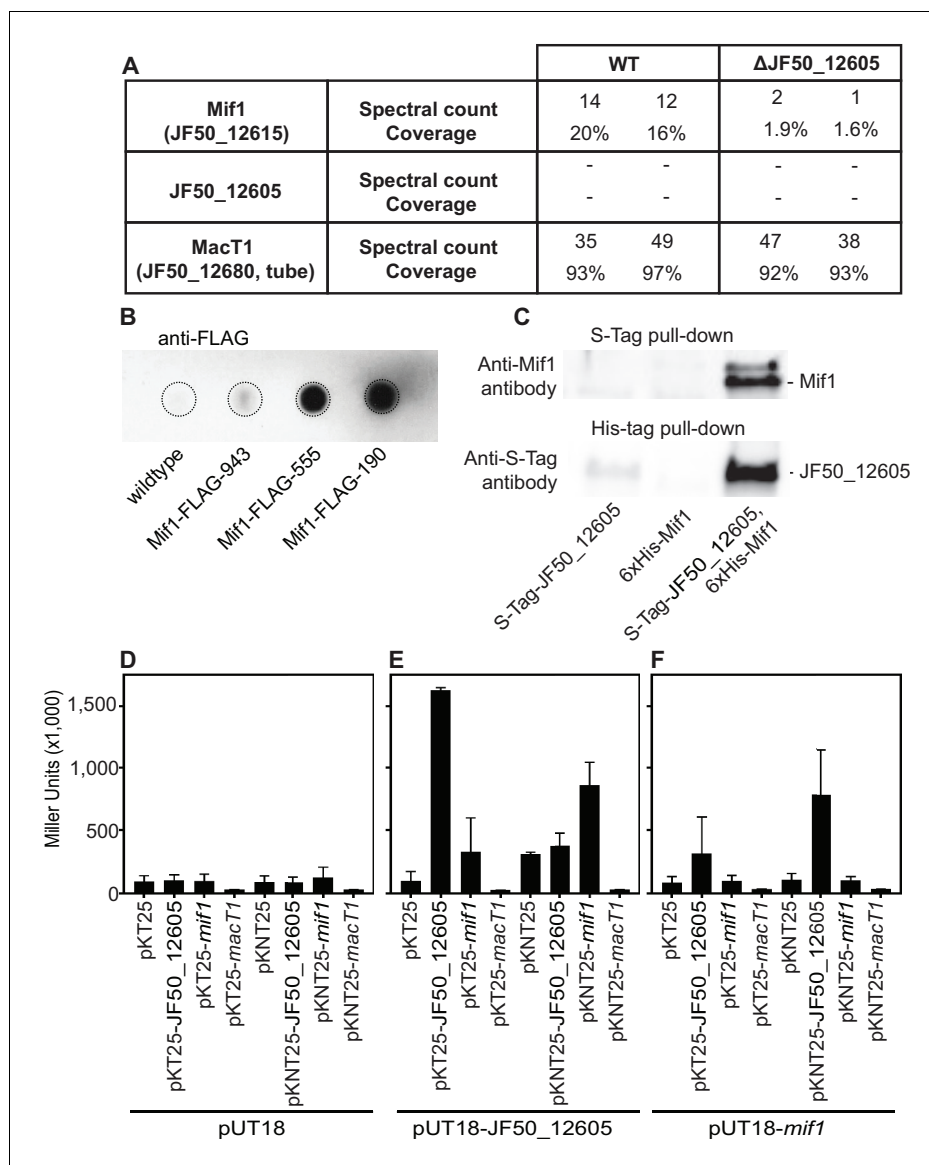 A
WT ΔJF50_12605
Mif1 (JF50_12615) Spectral count 14 12 2 1
Coverage 20% 16% 1.9% 1.6%
JF50_12605 Spectral count - - - -
Coverage - - - -
MacT1 (JF50_12680, tube) Spectral count 35 49 47 38
Coverage 93% 97% 92% 93%
B
anti-FLAG
wildtype
Mif1-FLAG-943
Mif1-FLAG-555
Mif1-FLAG-190
C
S-Tag pull-down
Anti-Mif1
antibody
- Mif1
His-tag pull-down
Anti-S-Tag
antibody
- JF50_12605
S-Tag-JF50_12605
6xHis-Mif1
S-Tag-JF50_12605,
6xHis-Mif1
D E F
Miller Units (x1,000)
1,500
1,000
500
0
pKT25
pKT25-JF50_12605
pKT25-mif1
pKT25-macT1
pKNT25
pKNT25-JF50_12605
pKNT25-mif1
pKNT25-macT1
pUT18
pKT25
pKT25-JF50_12605
pKT25-mif1
pKT25-macT1
pKNT25
pKNT25-JF50_12605
pKNT25-mif1
pKNT25-macT1
pUT18-JF50_12605
pKT25
pKT25-JF50_12605
pKT25-mif1
pKT25-macT1
pKNT25
pKNT25-JF50_12605
pKNT25-mif1
pKNT25-macT1
pUT18-mif1